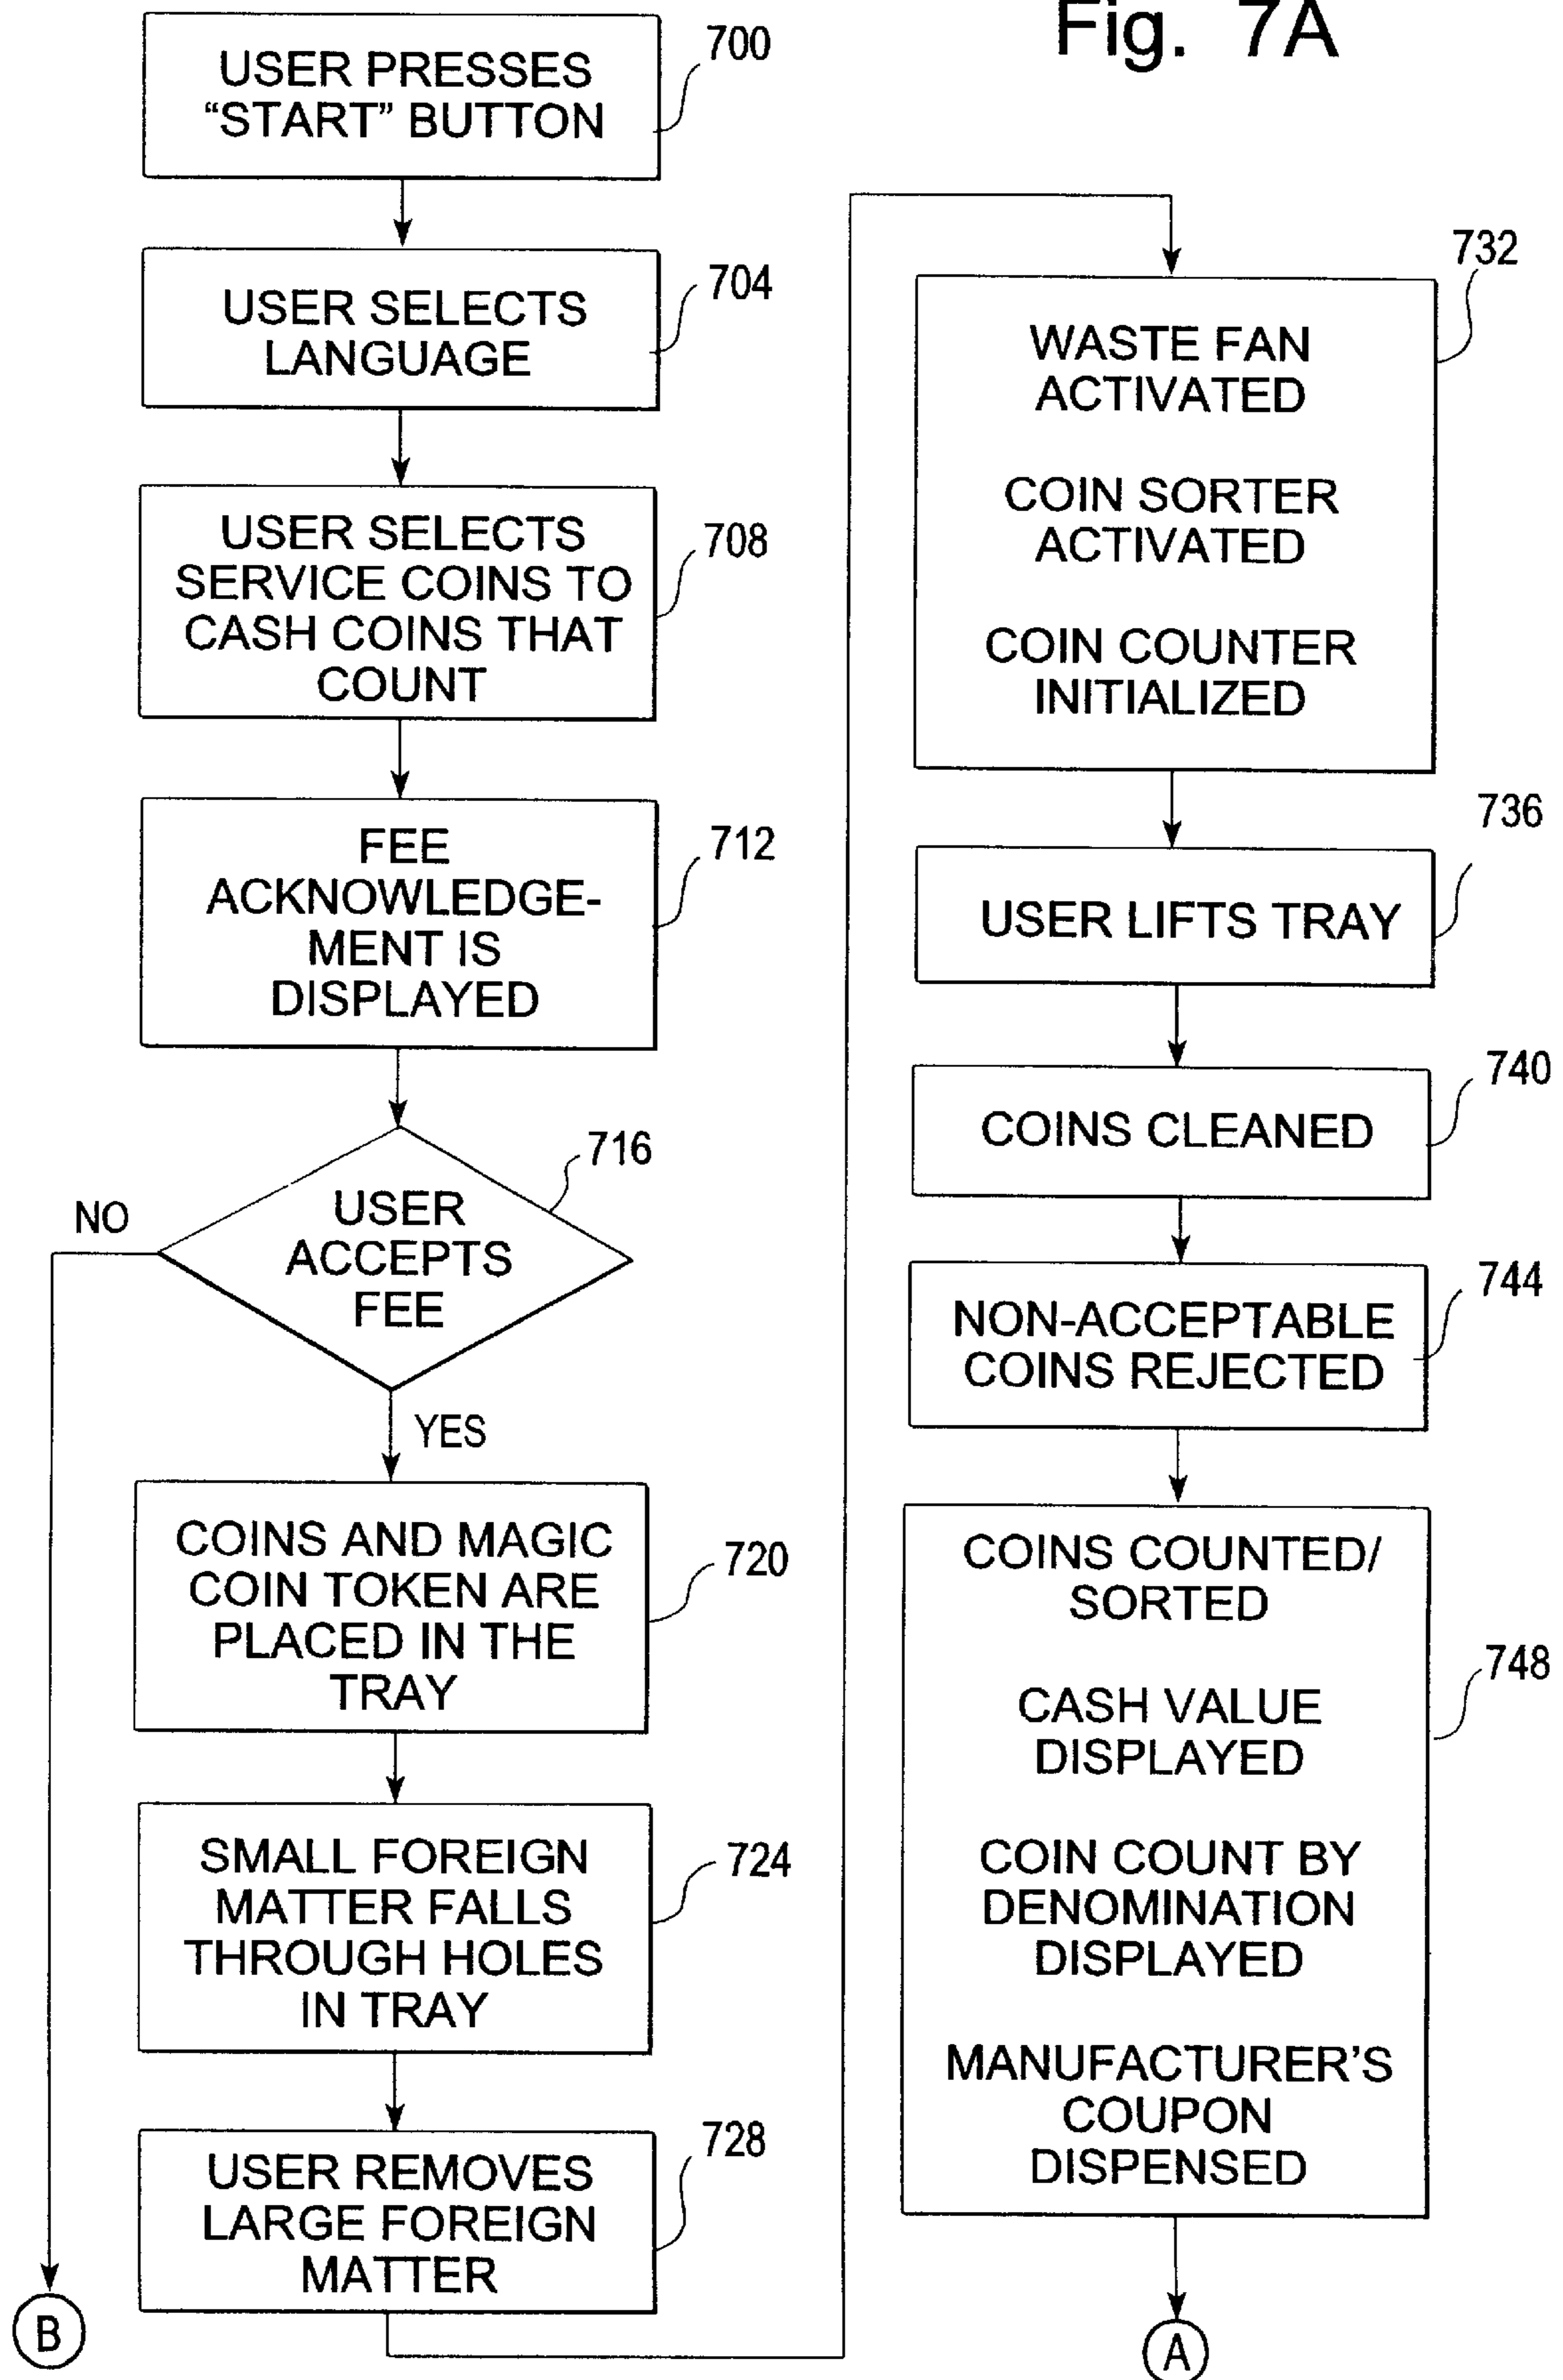 Fig. 7A
700
USER PRESSES
“START” BUTTON
704
USER SELECTS
LANGUAGE
708
USER SELECTS
SERVICE COINS TO
CASH COINS THAT
COUNT
712
FEE
ACKNOWLEDGE-
MENT IS
DISPLAYED
716
USER
ACCEPTS
FEE
NO
YES
720
COINS AND MAGIC
COIN TOKEN ARE
PLACED IN THE
TRAY
724
SMALL FOREIGN
MATTER FALLS
THROUGH HOLES
IN TRAY
728
USER REMOVES
LARGE FOREIGN
MATTER
B
732
WASTE FAN
ACTIVATED
COIN SORTER
ACTIVATED
COIN COUNTER
INITIALIZED
736
USER LIFTS TRAY
740
COINS CLEANED
744
NON-ACCEPTABLE
COINS REJECTED
748
COINS COUNTED/
SORTED
CASH VALUE
DISPLAYED
COIN COUNT BY
DENOMINATION
DISPLAYED
MANUFACTURER’S
COUPON
DISPENSED
A